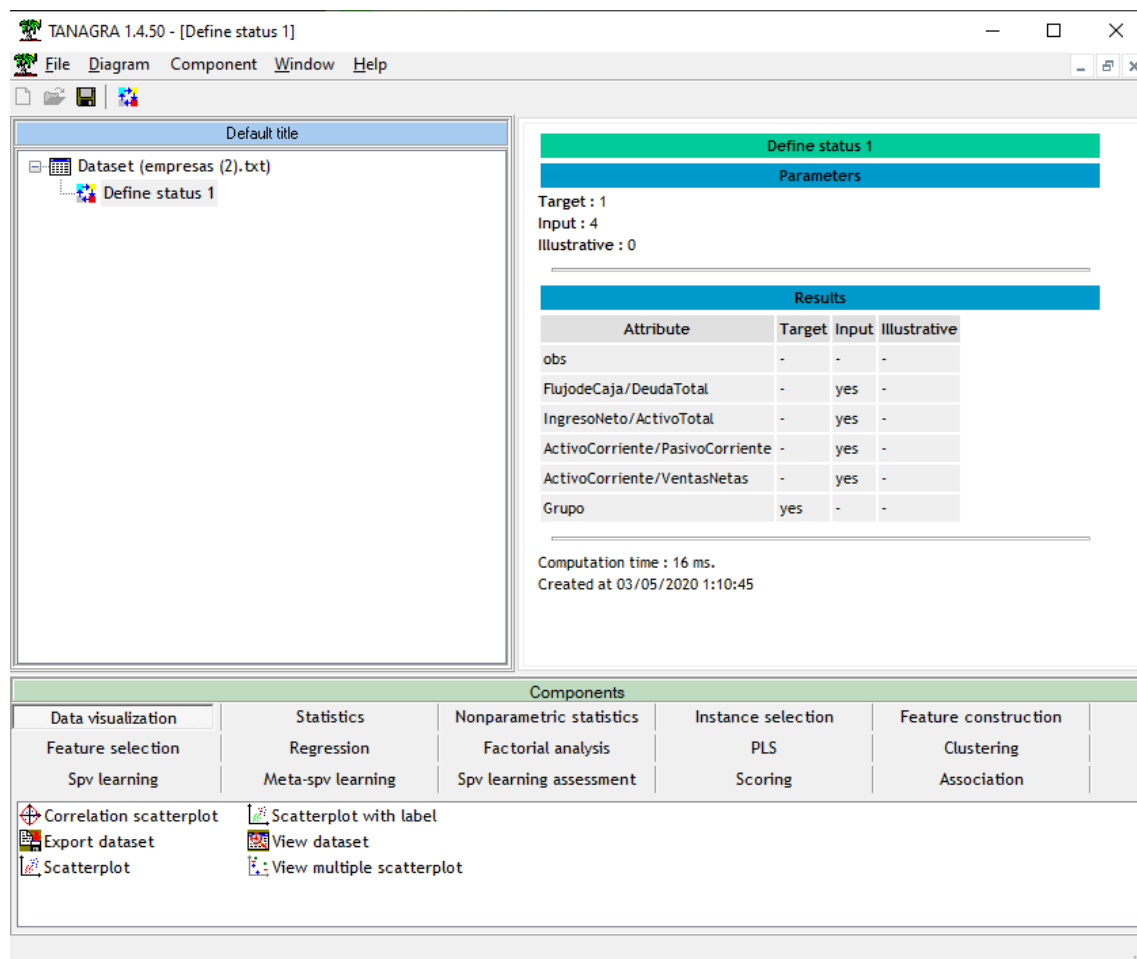 TANAGRA 1.4.50 - [Define status 1]
File Diagram Component Window Help
Default title
Dataset (empresas (2).txt)
Define status 1
Define status 1
Parameters
Target : 1
Input : 4
Illustrative : 0
Results
Attribute Target Input Illustrative
obs - - -
FlujodeCaja/DeudaTotal - yes -
IngresoNeto/ActivoTotal - yes -
ActivoCorriente/PasivoCorriente - yes -
ActivoCorriente/VentasNetas - yes -
Grupo yes - -
Computation time : 16 ms.
Created at 03/05/2020 1:10:45
Components
Data visualization Statistics Nonparametric statistics Instance selection Feature construction
Feature selection Regression Factorial analysis PLS Clustering
Spv learning Meta-spv learning Spv learning assessment Scoring Association
Correlation scatterplot Scatterplot with label
Export dataset View dataset
Scatterplot View multiple scatterplot